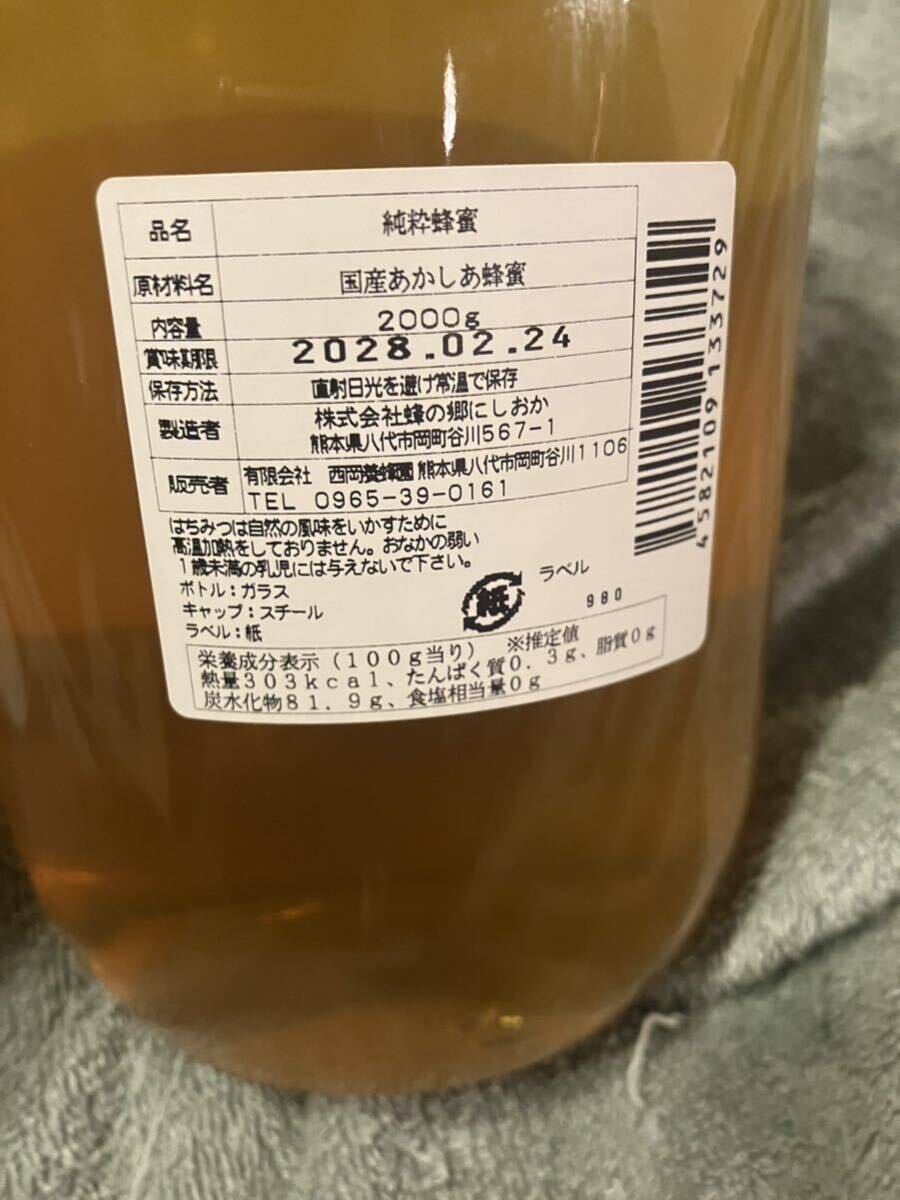 品名 純粋蜂蜜
原材料名 国産あかしあ蜂蜜
内容量 2000g
賞味期限 2028.02.24
保存方法 直射日光を避け常温で保存
製造者 株式会社蜂の郷にしおか
熊本県八代市岡町谷川567-1
販売者 有限会社 西岡養蜂園 熊本県八代市岡町谷川1106
TEL 0965-39-0161
はちみつは自然の風味をいかすために
高温加熱をしておりません。おなかの弱い
1歳未満の乳児には与えないで下さい。
ボトル:ガラス
キャップ:スチール
ラベル:紙
紙
ラベル
980
栄養成分表示(100g当り) ※推定値
熱量303kcal、たんぱく質0.3g、脂質0g
炭水化物81.9g、食塩相当量0g
4582109133729